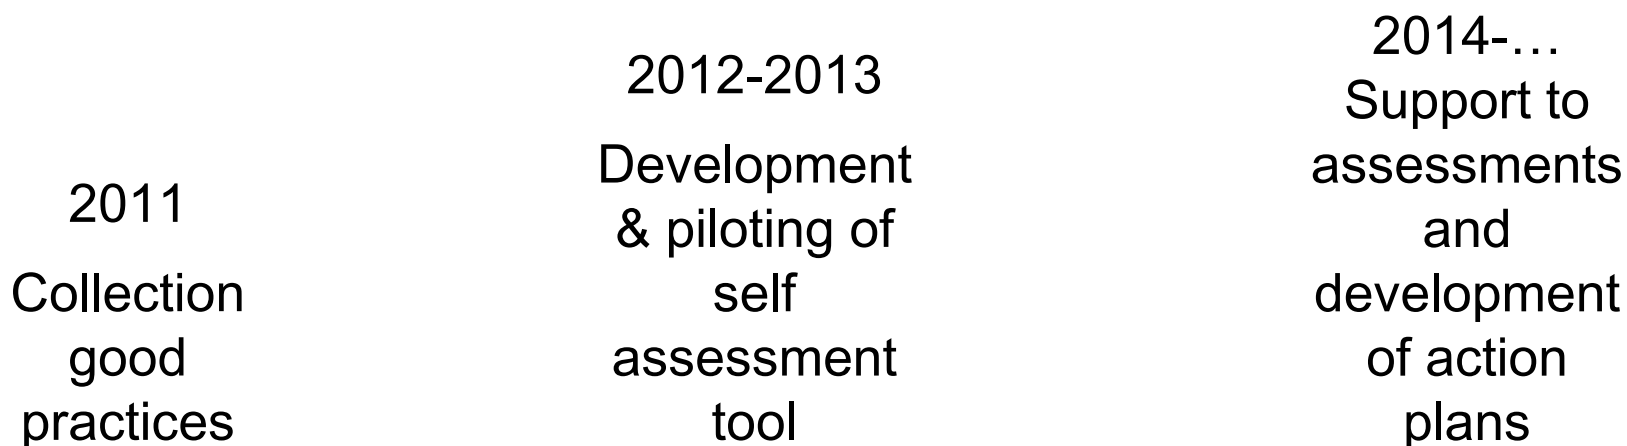 2011
Collection
good
practices
2012-2013
Development
& piloting of
self
assessment
tool
2014-…
Support to
assessments
and
development
of action
plans